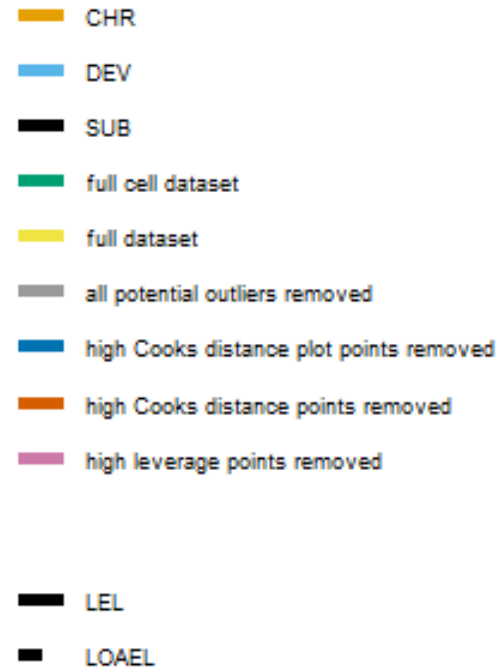 CHR
DEV
SUB
full cell dataset
full dataset
all potential outliers removed
high Cooks distance plot points removed
high Cooks distance points removed
high leverage points removed
LEL
LOAEL